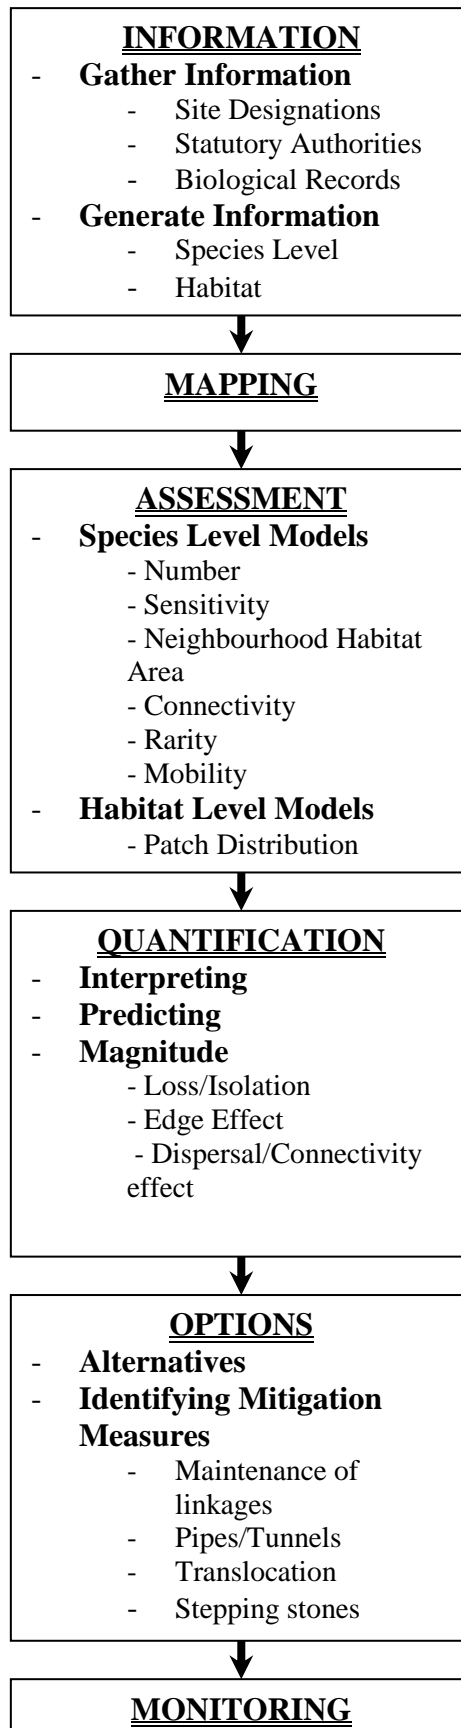 INFORMATION
- Gather Information
- Site Designations
- Statutory Authorities
- Biological Records
- Generate Information
- Species Level
- Habitat
MAPPING
ASSESSMENT
- Species Level Models
- Number
- Sensitivity
- Neighbourhood Habitat
Area
- Connectivity
- Rarity
- Mobility
- Habitat Level Models
- Patch Distribution
QUANTIFICATION
- Interpreting
- Predicting
- Magnitude
- Loss/Isolation
- Edge Effect
- Dispersal/Connectivity
effect
OPTIONS
- Alternatives
- Identifying Mitigation
Measures
- Maintenance of
linkages
- Pipes/Tunnels
- Translocation
- Stepping stones
MONITORING